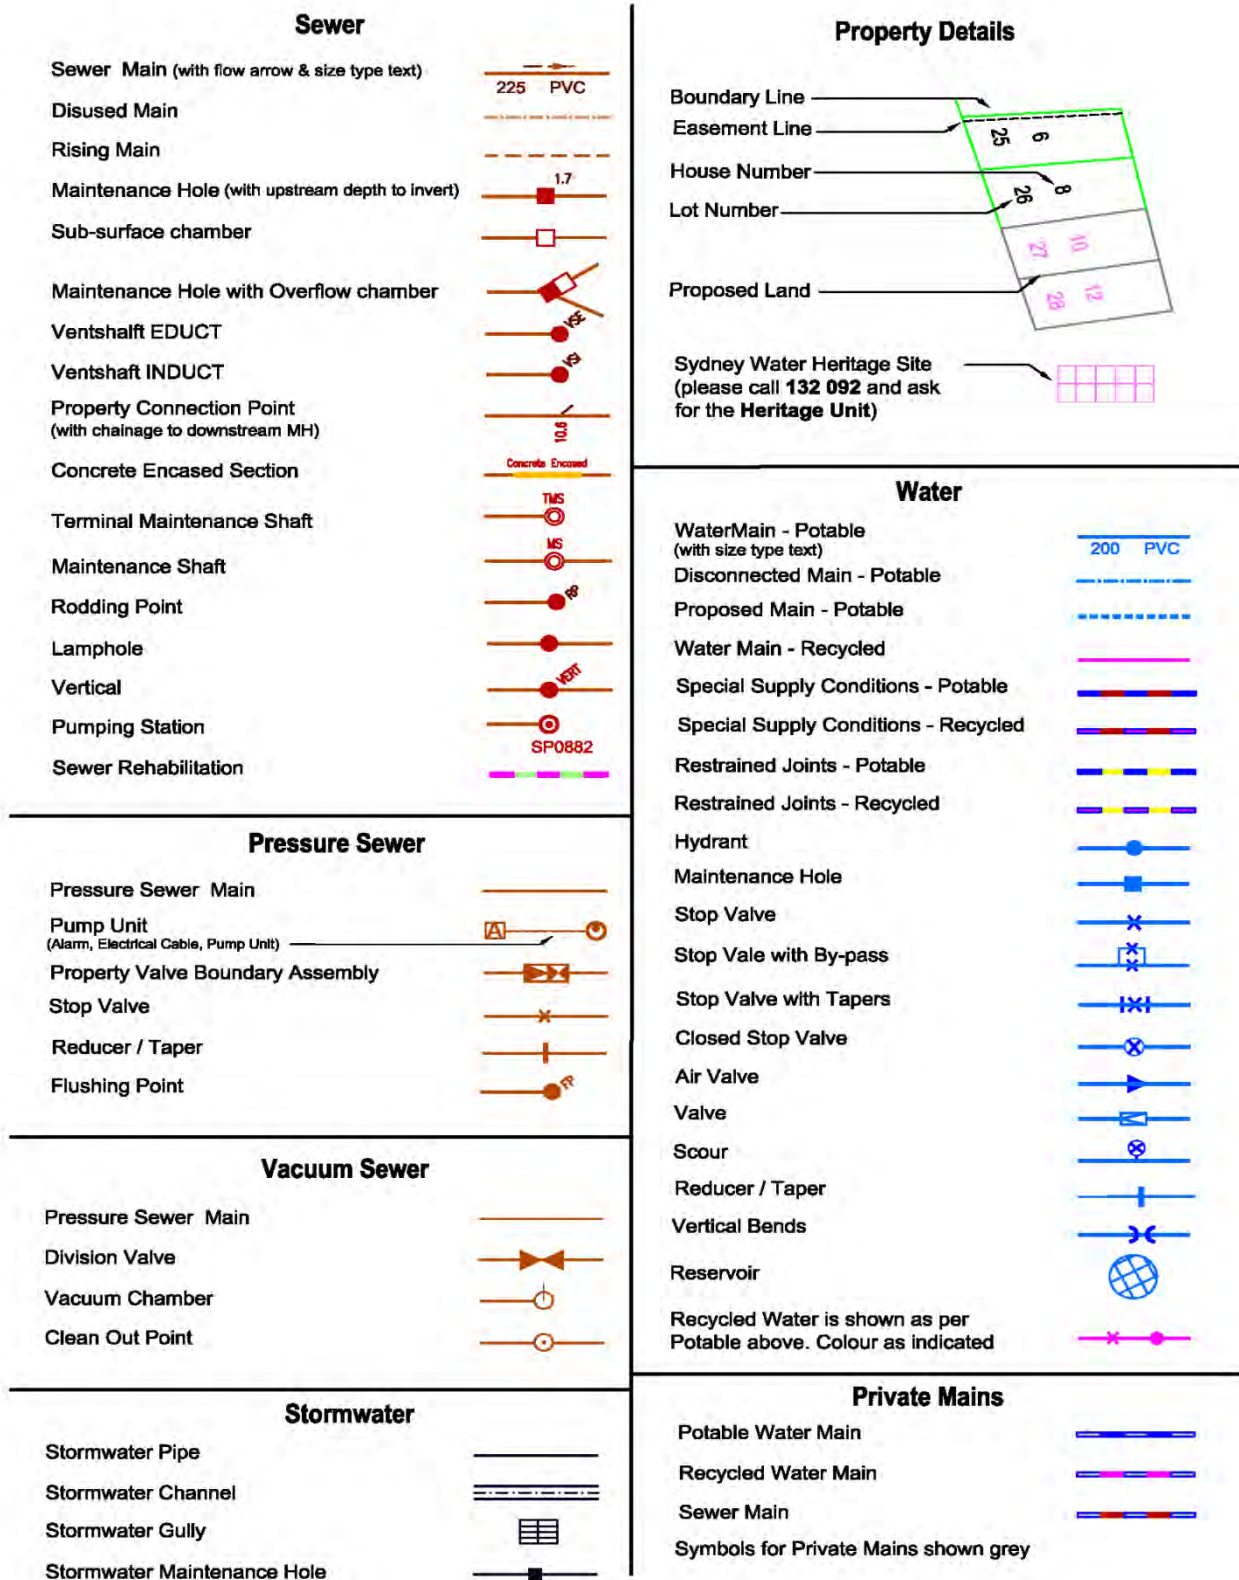 Sewer
Sewer Main (with flow arrow & size type text)
225 PVC
Disused Main
Rising Main
Maintenance Hole (with upstream depth to invert)
1.7
Sub-surface chamber
Maintenance Hole with Overflow chamber
Ventshalft EDUCT
VSE
Ventshaft INDUCT
VSI
Property Connection Point
(with chainage to downstream MH)
10.6
Concrete Encased Section
Concrete Encased
Terminal Maintenance Shaft
TMS
Maintenance Shaft
MS
Rodding Point
RP
Lamphole
Vertical
VERT
Pumping Station
SP0882
Sewer Rehabilitation
Pressure Sewer
Pressure Sewer Main
Pump Unit
(Alarm, Electrical Cable, Pump Unit)
A
Property Valve Boundary Assembly
Stop Valve
Reducer / Taper
Flushing Point
FP
Vacuum Sewer
Pressure Sewer Main
Division Valve
Vacuum Chamber
Clean Out Point
Stormwater
Stormwater Pipe
Stormwater Channel
Stormwater Gully
Stormwater Maintenance Hole
Property Details
Boundary Line
Easement Line
25 6
House Number
Lot Number
26 8
27 10
Proposed Land
28 12
Sydney Water Heritage Site
(please call 132 092 and ask
for the Heritage Unit)
Water
WaterMain - Potable
(with size type text)
200 PVC
Disconnected Main - Potable
Proposed Main - Potable
Water Main - Recycled
Special Supply Conditions - Potable
Special Supply Conditions - Recycled
Restrained Joints - Potable
Restrained Joints - Recycled
Hydrant
Maintenance Hole
Stop Valve
Stop Vale with By-pass
Stop Valve with Tapers
Closed Stop Valve
Air Valve
Valve
Scour
Reducer / Taper
Vertical Bends
Reservoir
Recycled Water is shown as per
Potable above. Colour as indicated
Private Mains
Potable Water Main
Recycled Water Main
Sewer Main
Symbols for Private Mains shown grey